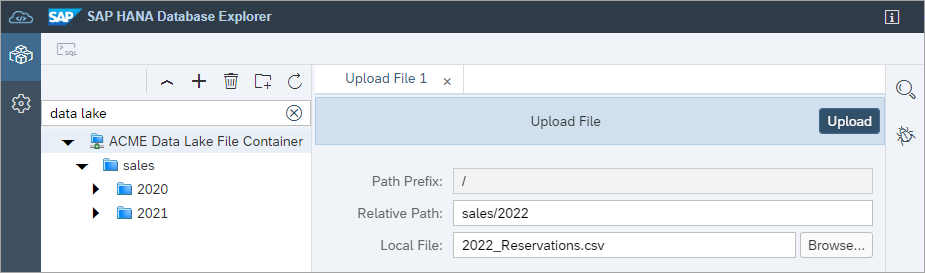 SAP SAP HANA Database Explorer
SQL
Upload File 1
data lake
Upload File
Upload
ACME Data Lake File Container
sales
2020
2021
Path Prefix: /
Relative Path: sales/2022
Local File: 2022_Reservations.csv Browse...